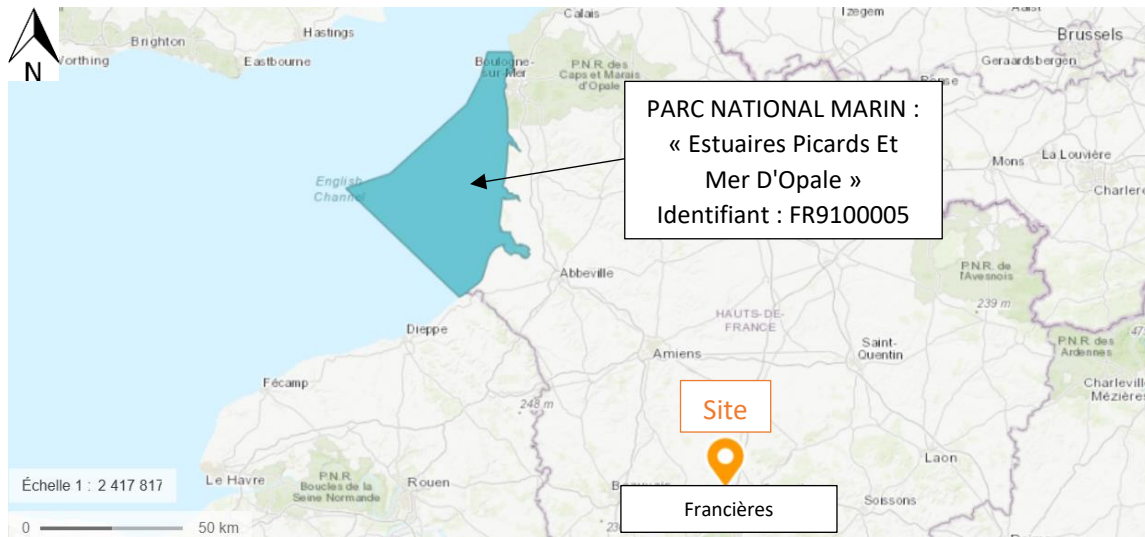 N
Brighton
Worthing
Hastings
Eastbourne
Calais
Izegem
Aalst
Brussels
Geraardsbergen
Boulogne-
sur-Mer
P.N.R. des
Caps et Marais
d'Opale
PARC NATIONAL MARIN :
« Estuaires Picards Et
Mer D'Opale »
Identifiant : FR9100005
English
Channel
Mons
La Louvière
Charlero
Abbeville
P.N.R. de
l'Avesnois
239 m
HAUTS-DE-
FRANCE
Dieppe
Amiens
Saint-
Quentin
P.N.R. des
Ardennes
Charleville
Mézières
Fécamp
248 m
Site
Laon
Échelle 1 : 2 417 817
Le Havre
P.N.R.
Boucles de la
Seine Normande
Rouen
Francières
Soissons
0
50 km